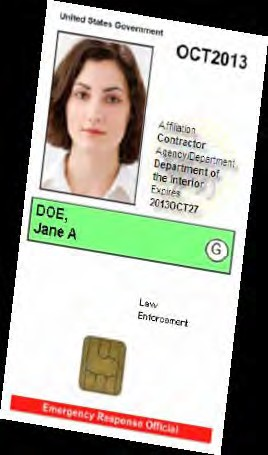 United States Government
OCT2013
Affiliation
Contractor
Agency/Department
Department of
the Interior
Expires
2013OCT27
DOE,
Jane A
G
Law
Enforcement
Emergency Response Official